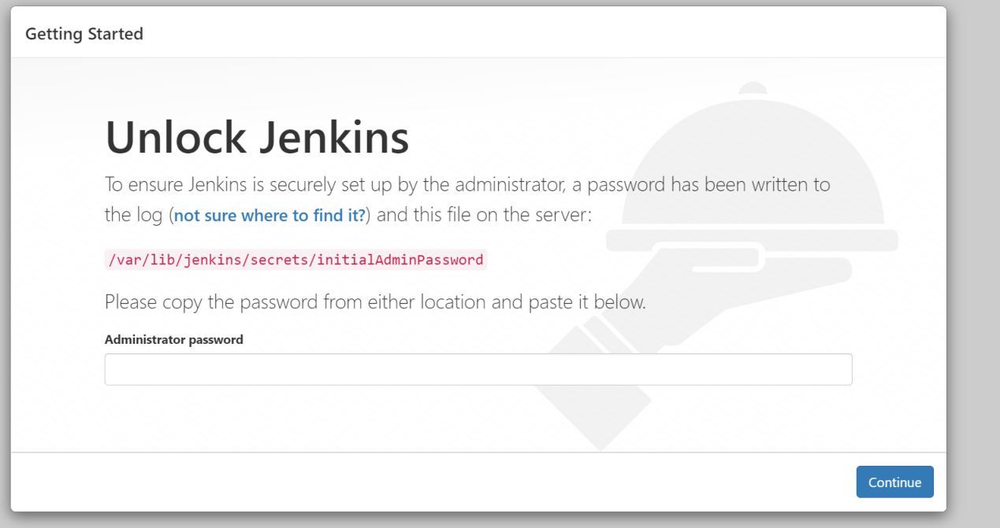 Getting Started
Unlock Jenkins
To ensure Jenkins is securely set up by the administrator, a password has been written to
the log (not sure where to find it?) and this file on the server:
/var/lib/jenkins/secrets/initialAdminPassword
Please copy the password from either location and paste it below.
Administrator password
Continue